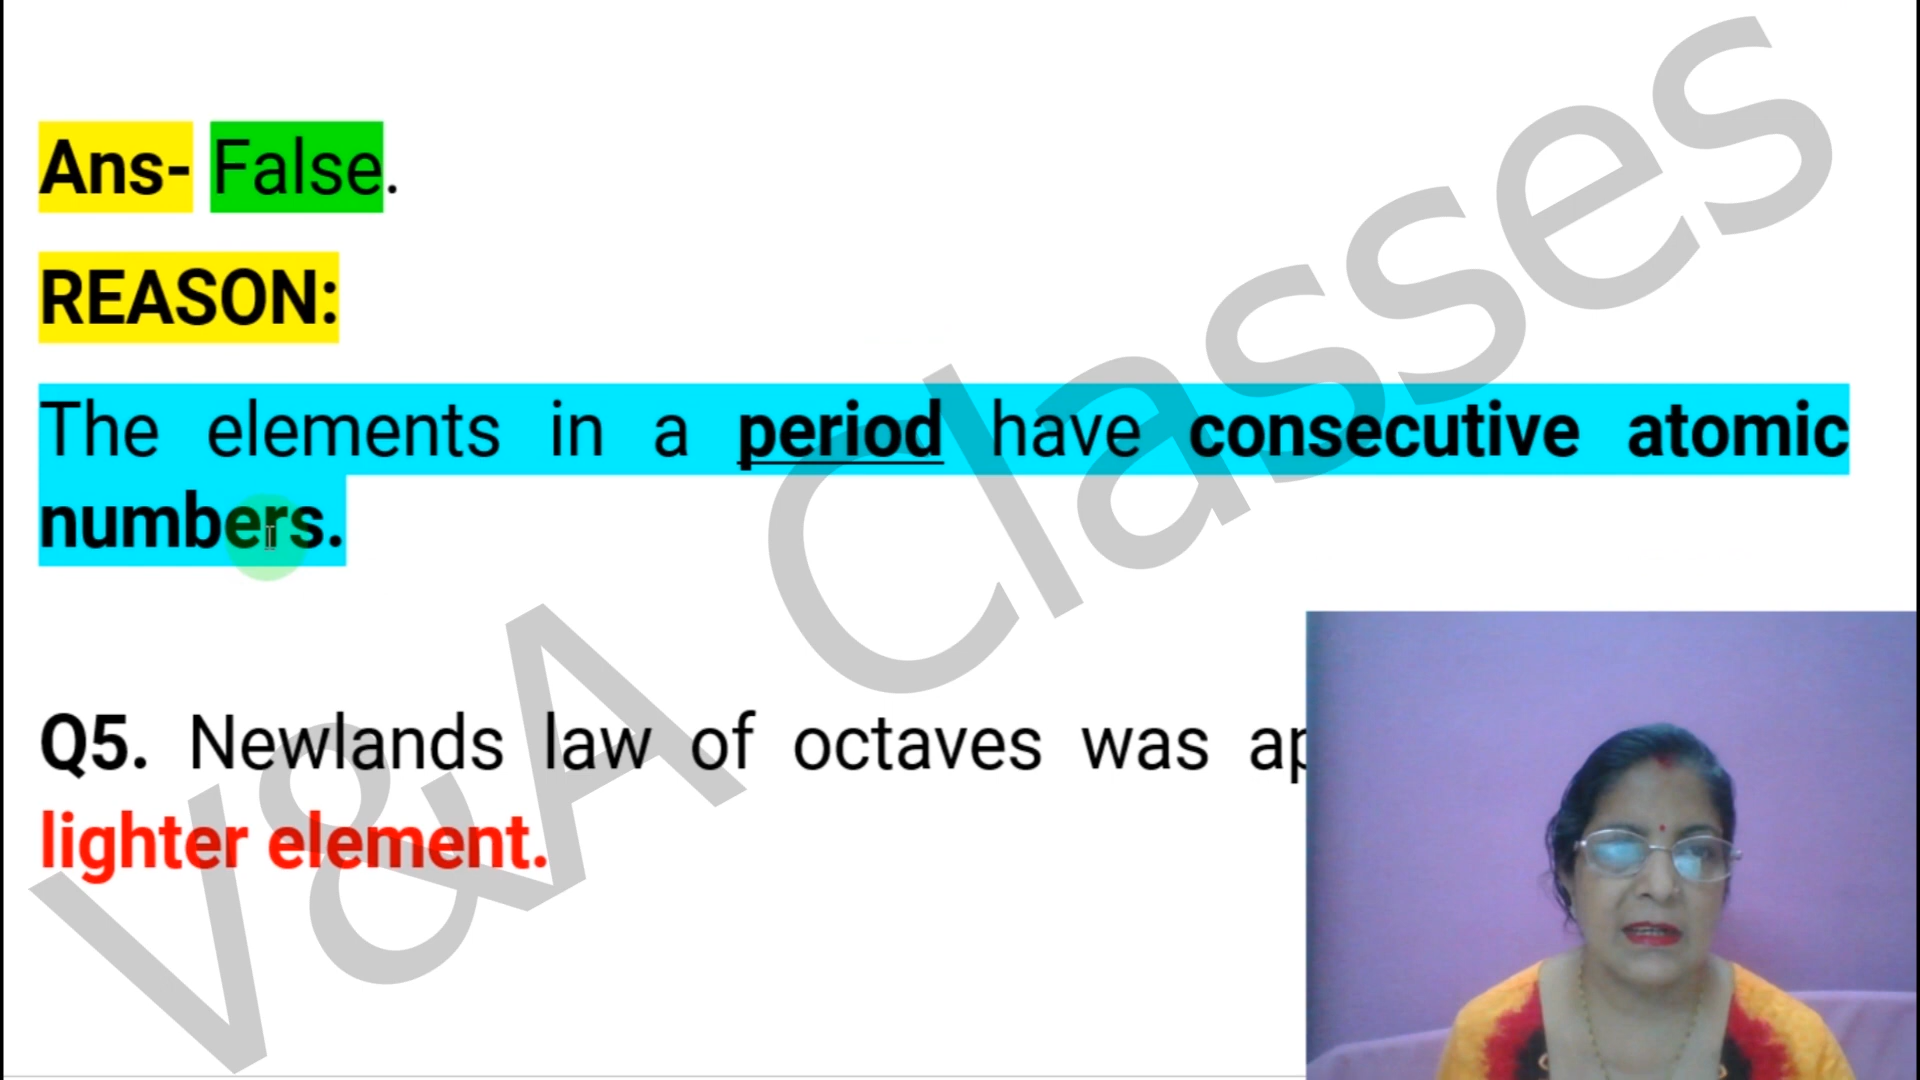 Ans- False.
REASON:
The elements in a period have consecutive atomic
numbers.
Q5. Newlands law of octaves was
lighter element.
V&A Classes